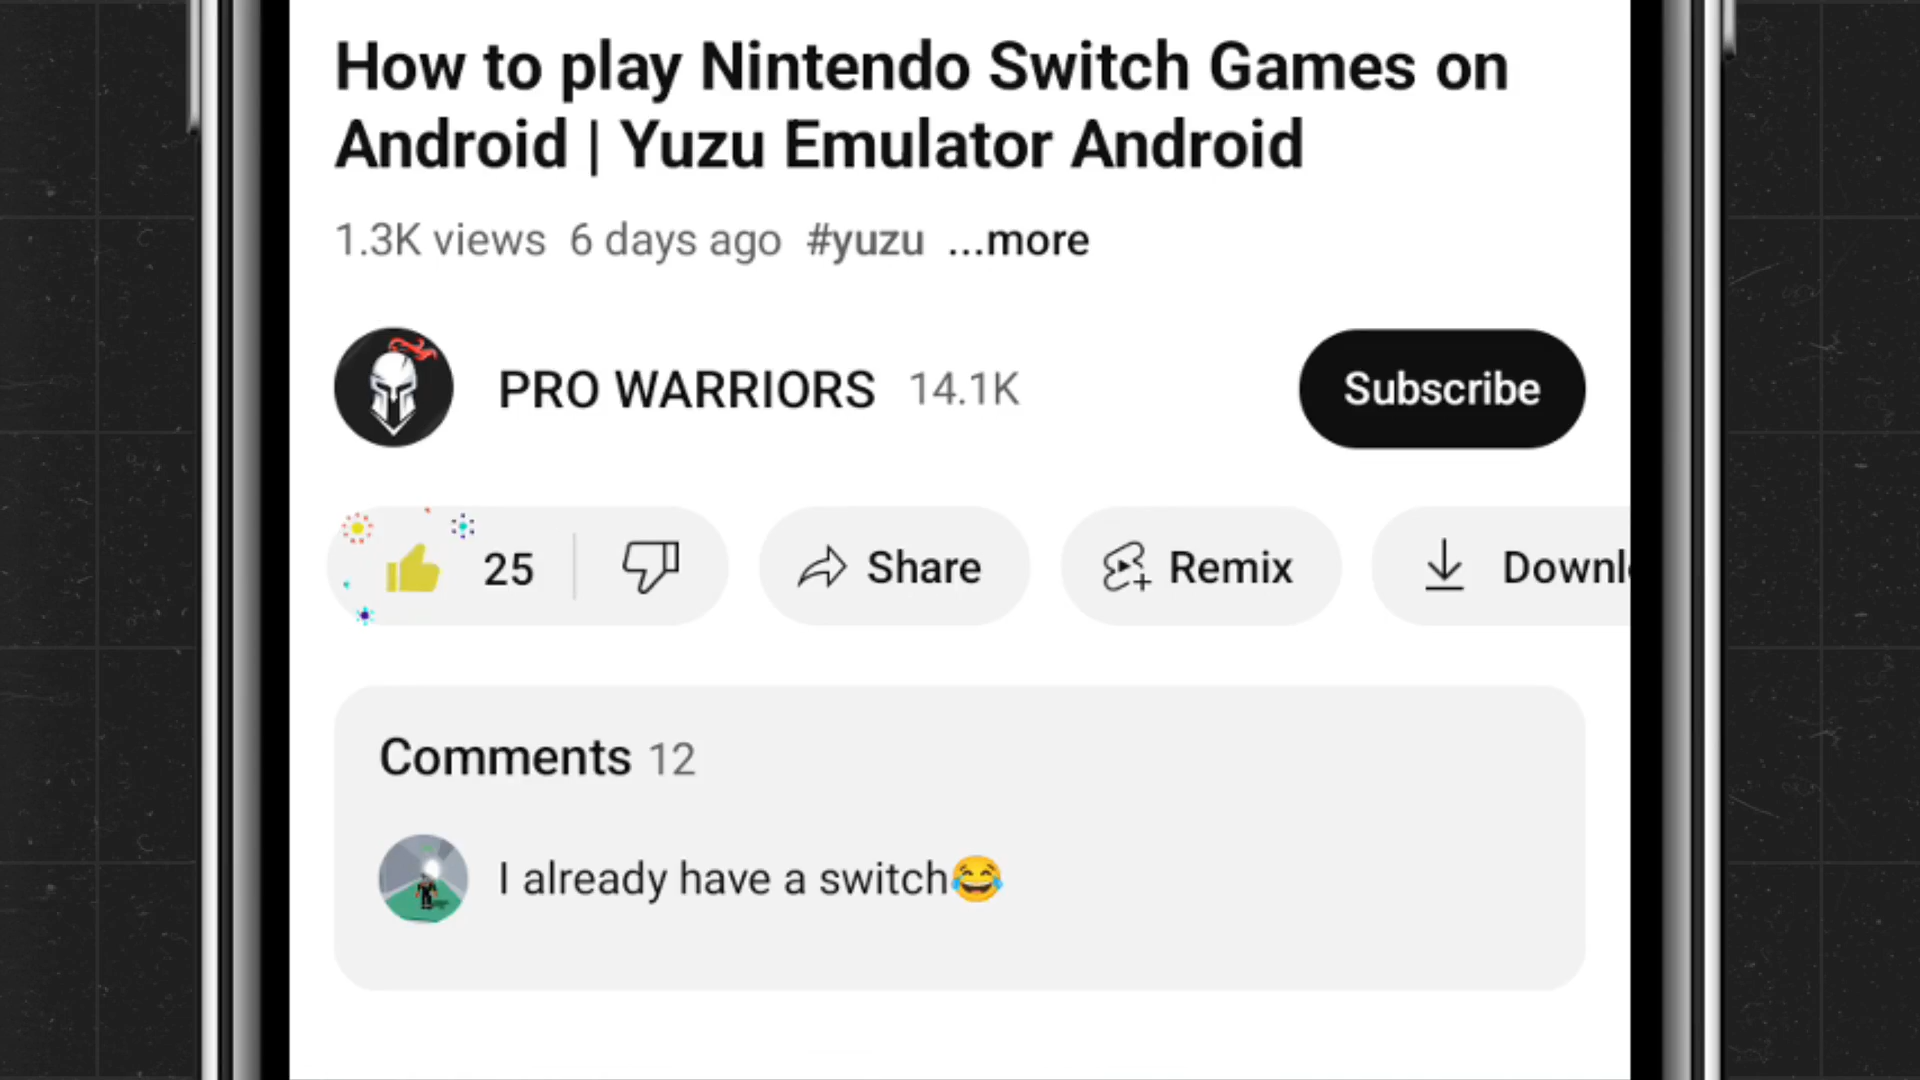 How to play Nintendo Switch Games on
Android | Yuzu Emulator Android
1.3K views 6 days ago #yuzu ...more
PRO WARRIORS 14.1K
Subscribe
25 Share Remix Downl
Comments 12
I already have a switch😂